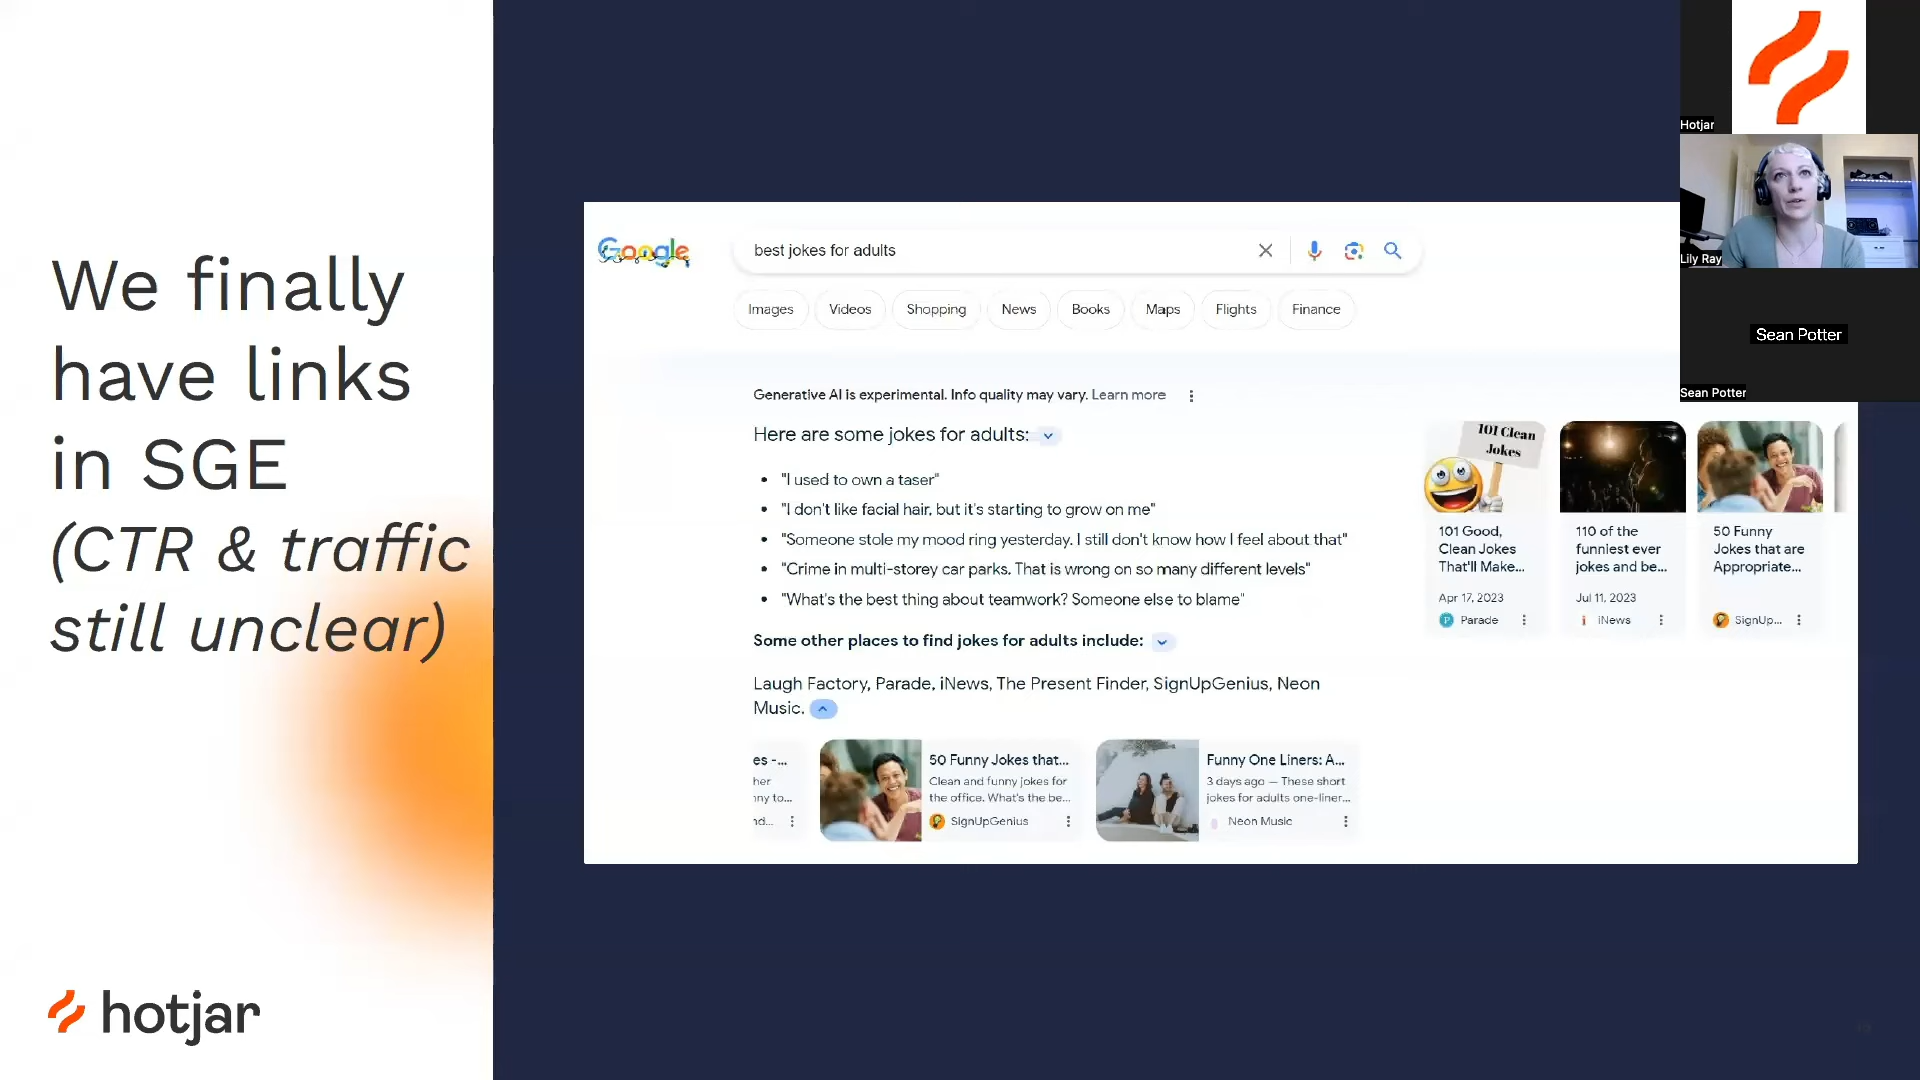 We finally
have links
in SGE
(CTR & traffic
still unclear)
hotjar
Google
best jokes for adults
Images
Videos
Shopping
News
Books
Maps
Flights
Finance
Generative AI is experimental. Info quality may vary. Learn more
Here are some jokes for adults:
• "I used to own a taser"
• "I don't like facial hair, but it's starting to grow on me"
• "Someone stole my mood ring yesterday. I still don't know how I feel about that"
• "Crime in multi-storey car parks. That is wrong on so many different levels"
• "What's the best thing about teamwork? Someone else to blame"
Some other places to find jokes for adults include:
Laugh Factory, Parade, iNews, The Present Finder, SignUpGenius, Neon
Music.
es -...
her
ny to...
nd...
50 Funny Jokes that...
Clean and funny jokes for
the office. What's the be...
SignUpGenius
Funny One Liners: A...
3 days ago — These short
jokes for adults one-liner...
Neon Music
101 Clean
Jokes
101 Good,
Clean Jokes
That'll Make...
Apr 17, 2023
P
Parade
110 of the
funniest ever
jokes and be...
Jul 11, 2023
i
iNews
50 Funny
Jokes that are
Appropriate...
SignUp...
Hotjar
Lily Ray
Sean Potter
Sean Potter